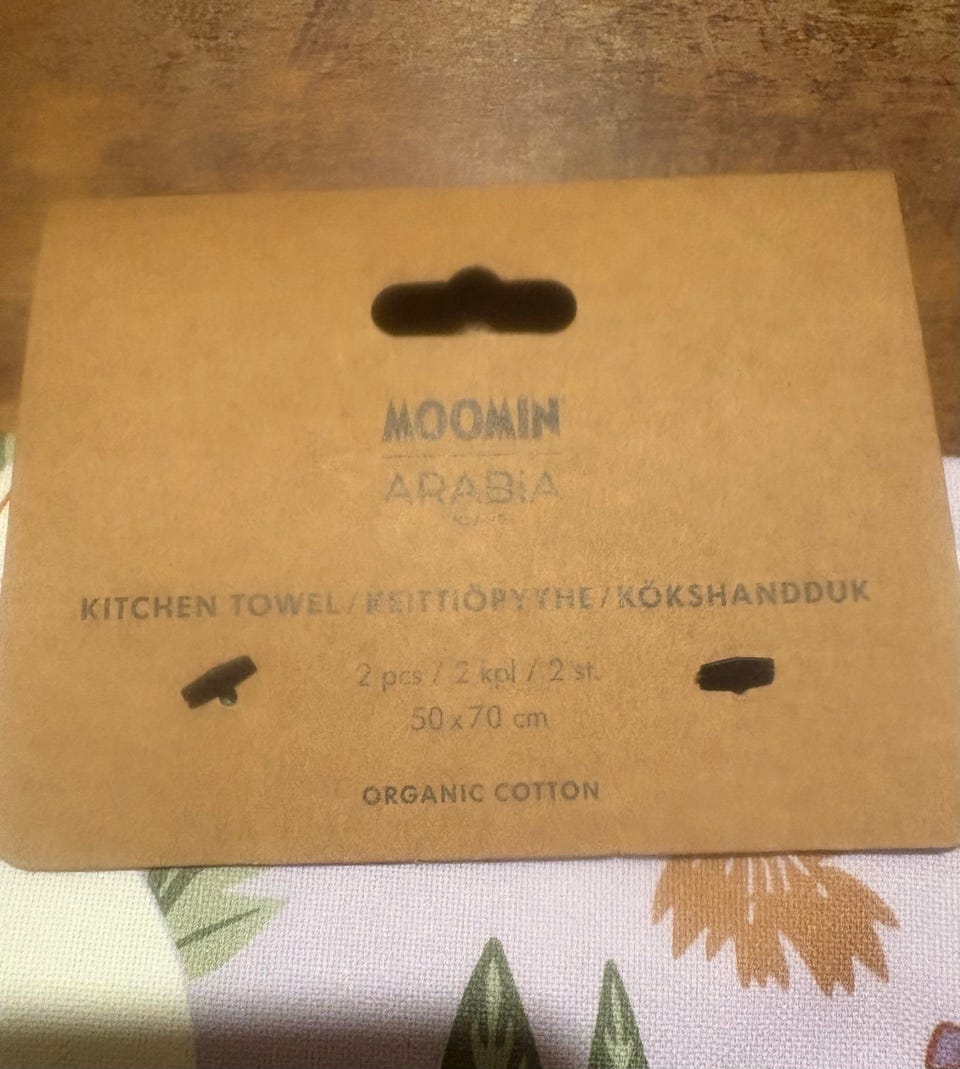 MOOMIN
ARABIA
KITCHEN TOWEL / KEITTIÖPYYHE / KÖKSHANDDUK
2 pcs / 2 kpl / 2 st.
50 x 70 cm
ORGANIC COTTON